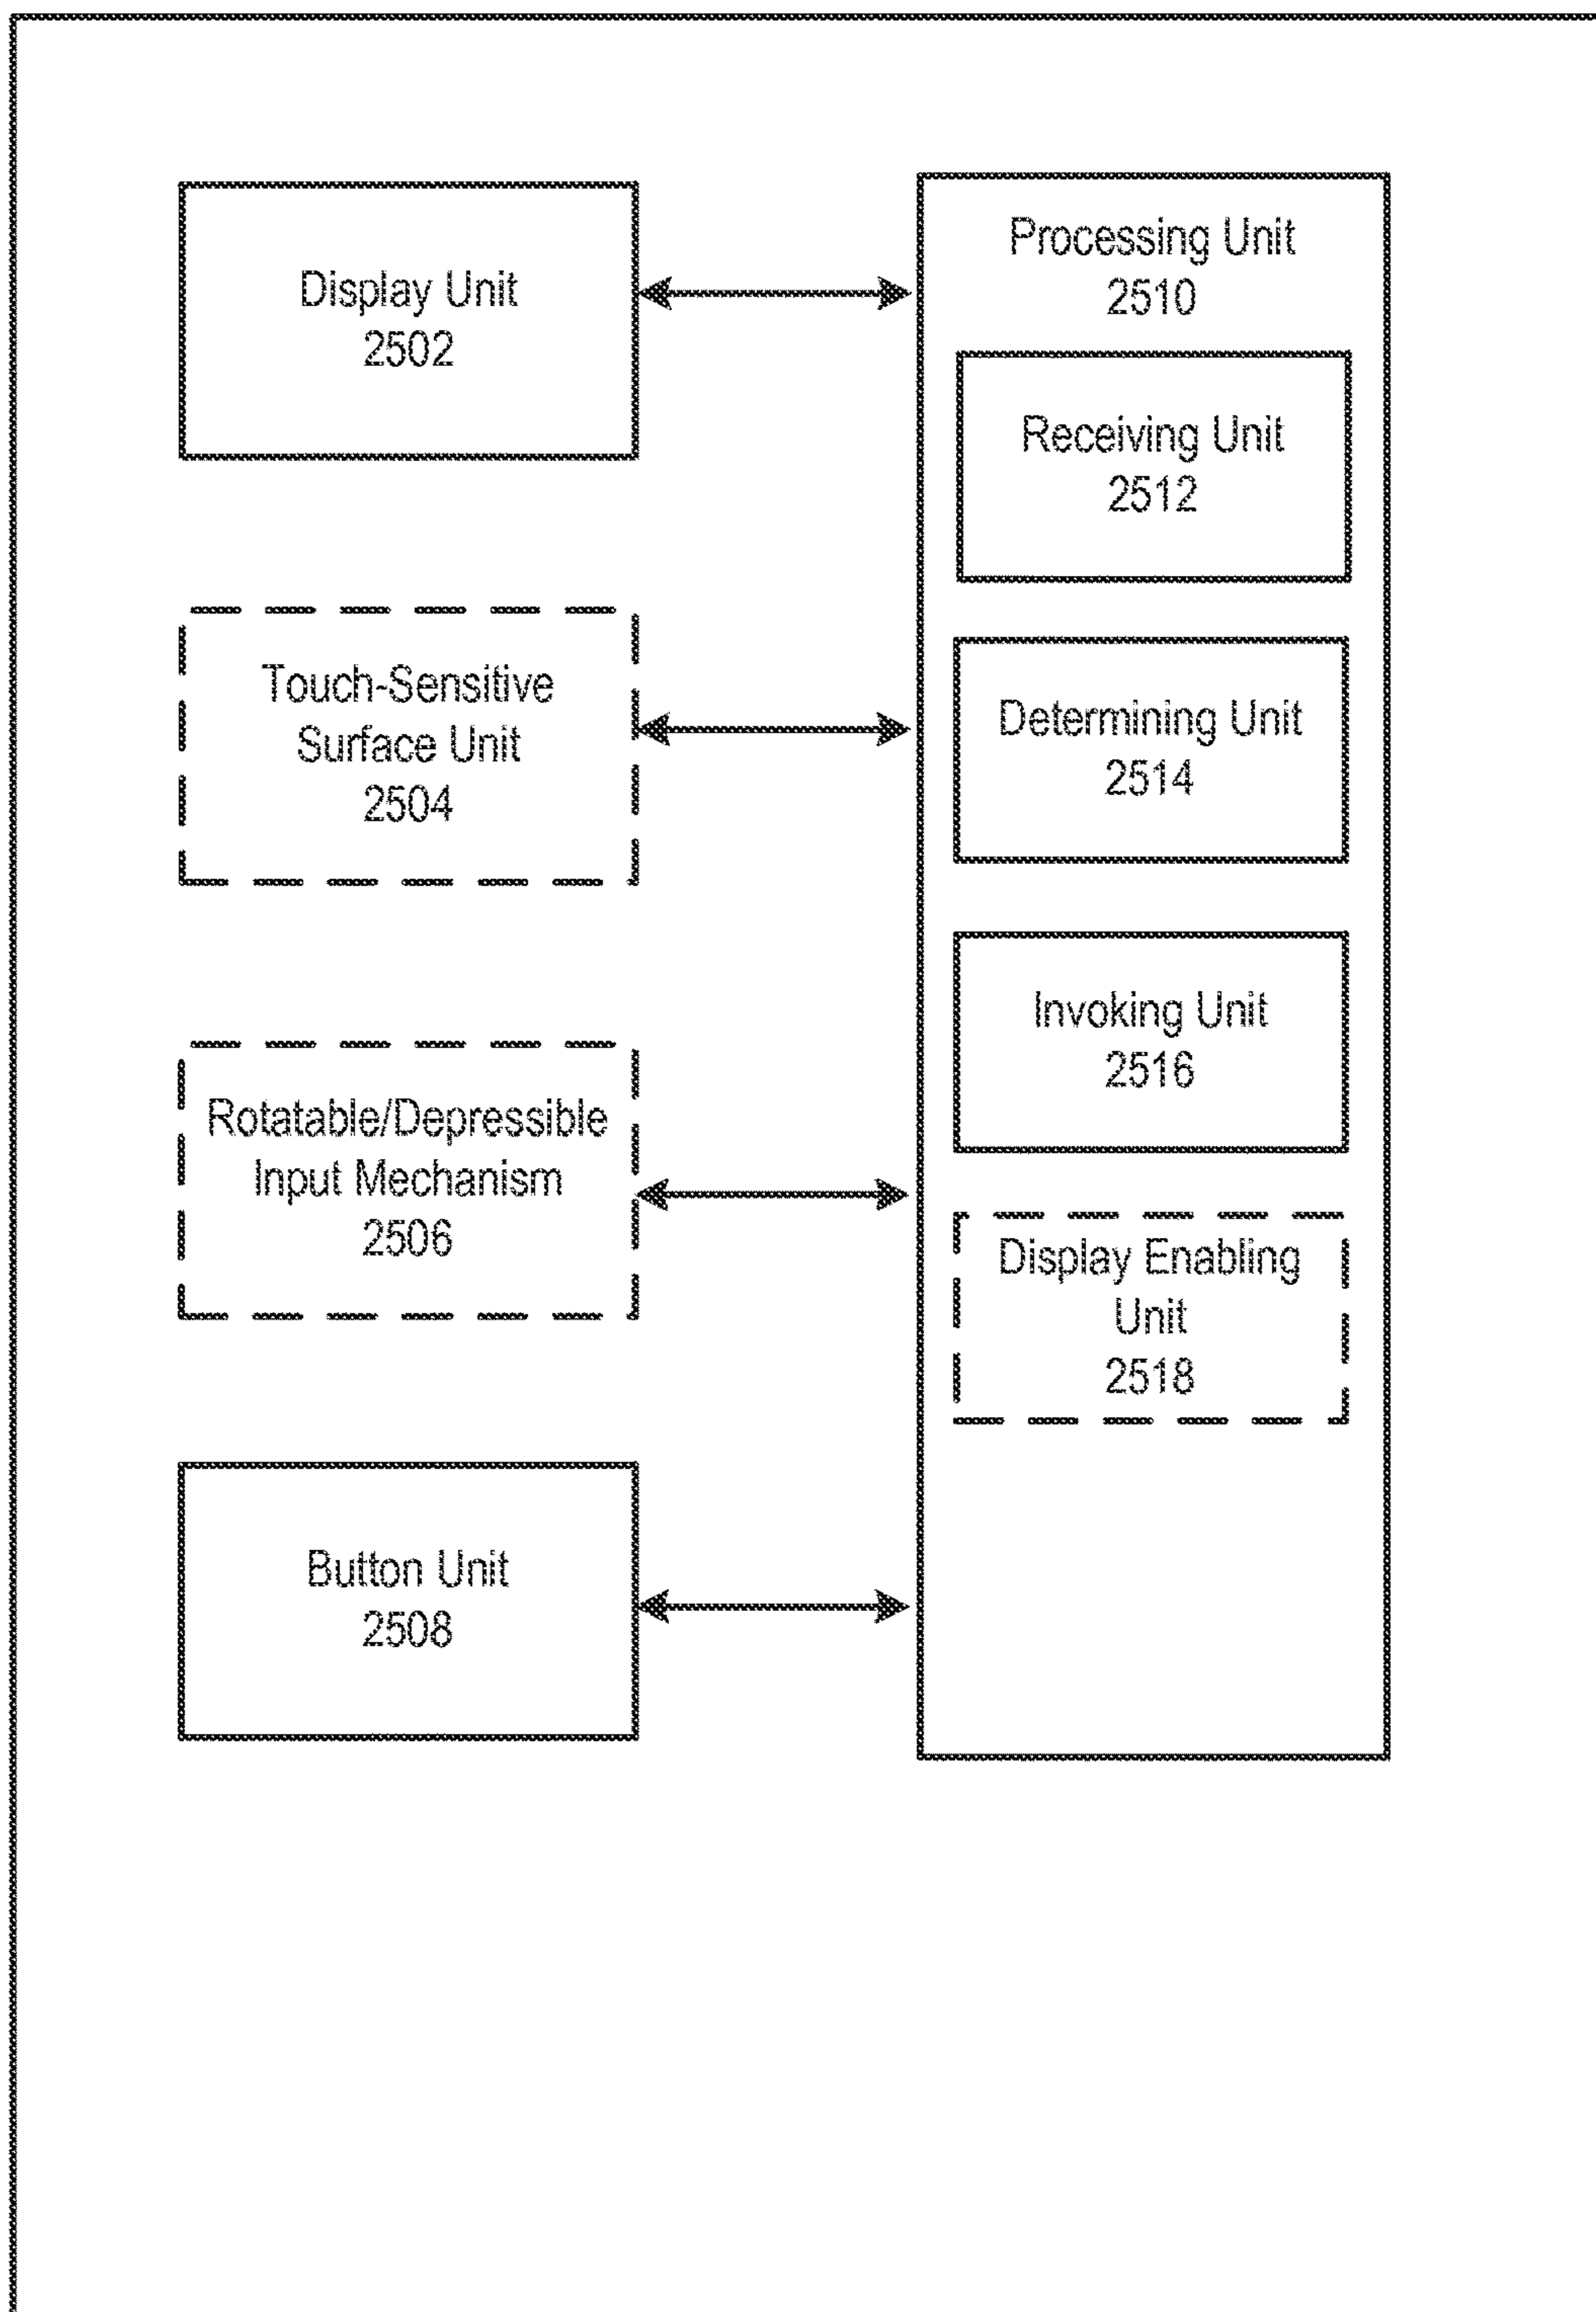 Display Unit
2502
Touch-Sensitive
Surface Unit
2504
Rotatable/Depressible
Input Mechanism
2506
Button Unit
2508
Processing Unit
2510
Receiving Unit
2512
Determining Unit
2514
Invoking Unit
2516
Display Enabling
Unit
2518